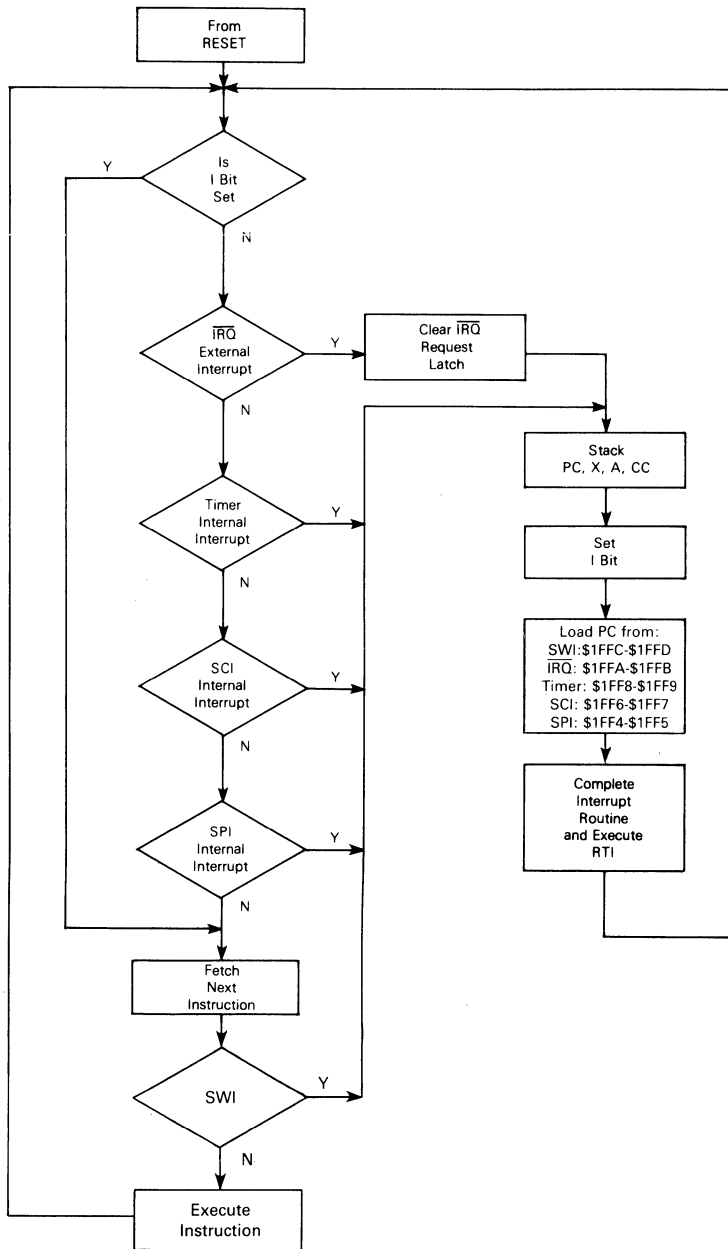 From
RESET
Is
I Bit
Set
Y
N
IRQ
External
Interrupt
Y
N
Clear IRQ
Request
Latch
Stack
PC, X, A, CC
Set
I Bit
Load PC from:
SWI:$1FFC-$1FFD
IRQ: $1FFA-$1FFB
Timer: $1FF8-$1FF9
SCI: $1FF6-$1FF7
SPI: $1FF4-$1FF5
Complete
Interrupt
Routine
and Execute
RTI
Timer
Internal
Interrupt
Y
N
SCI
Internal
Interrupt
Y
N
SPI
Internal
Interrupt
Y
N
Fetch
Next
Instruction
SWI
Y
N
Execute
Instruction